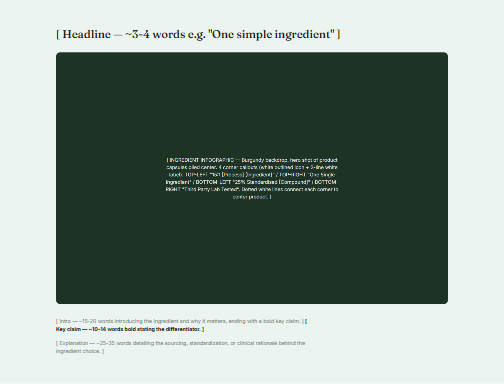 [ Headline — ~3-4 words e.g. "One simple ingredient" ]
[ INGREDIENT INFOGRAPHIC — Burgundy backdrop, hero shot of product
capsules piled center. 4 corner callouts (white outlined icon + 2-line white
label): TOP-LEFT "15:1 [Process] [Ingredient]" / TOP-RIGHT "One Single
Ingredient" / BOTTOM-LEFT "25% Standardised [Compound]" / BOTTOM-
RIGHT "Third Party Lab Tested". Dotted white lines connect each corner to
center product. ]
[ Intro — ~15-20 words introducing the ingredient and why it matters, ending with a bold key claim. ] [
Key claim — ~10-14 words bold stating the differentiator. ]
[ Explanation — ~25-35 words detailing the sourcing, standardization, or clinical rationale behind the
ingredient choice. ]